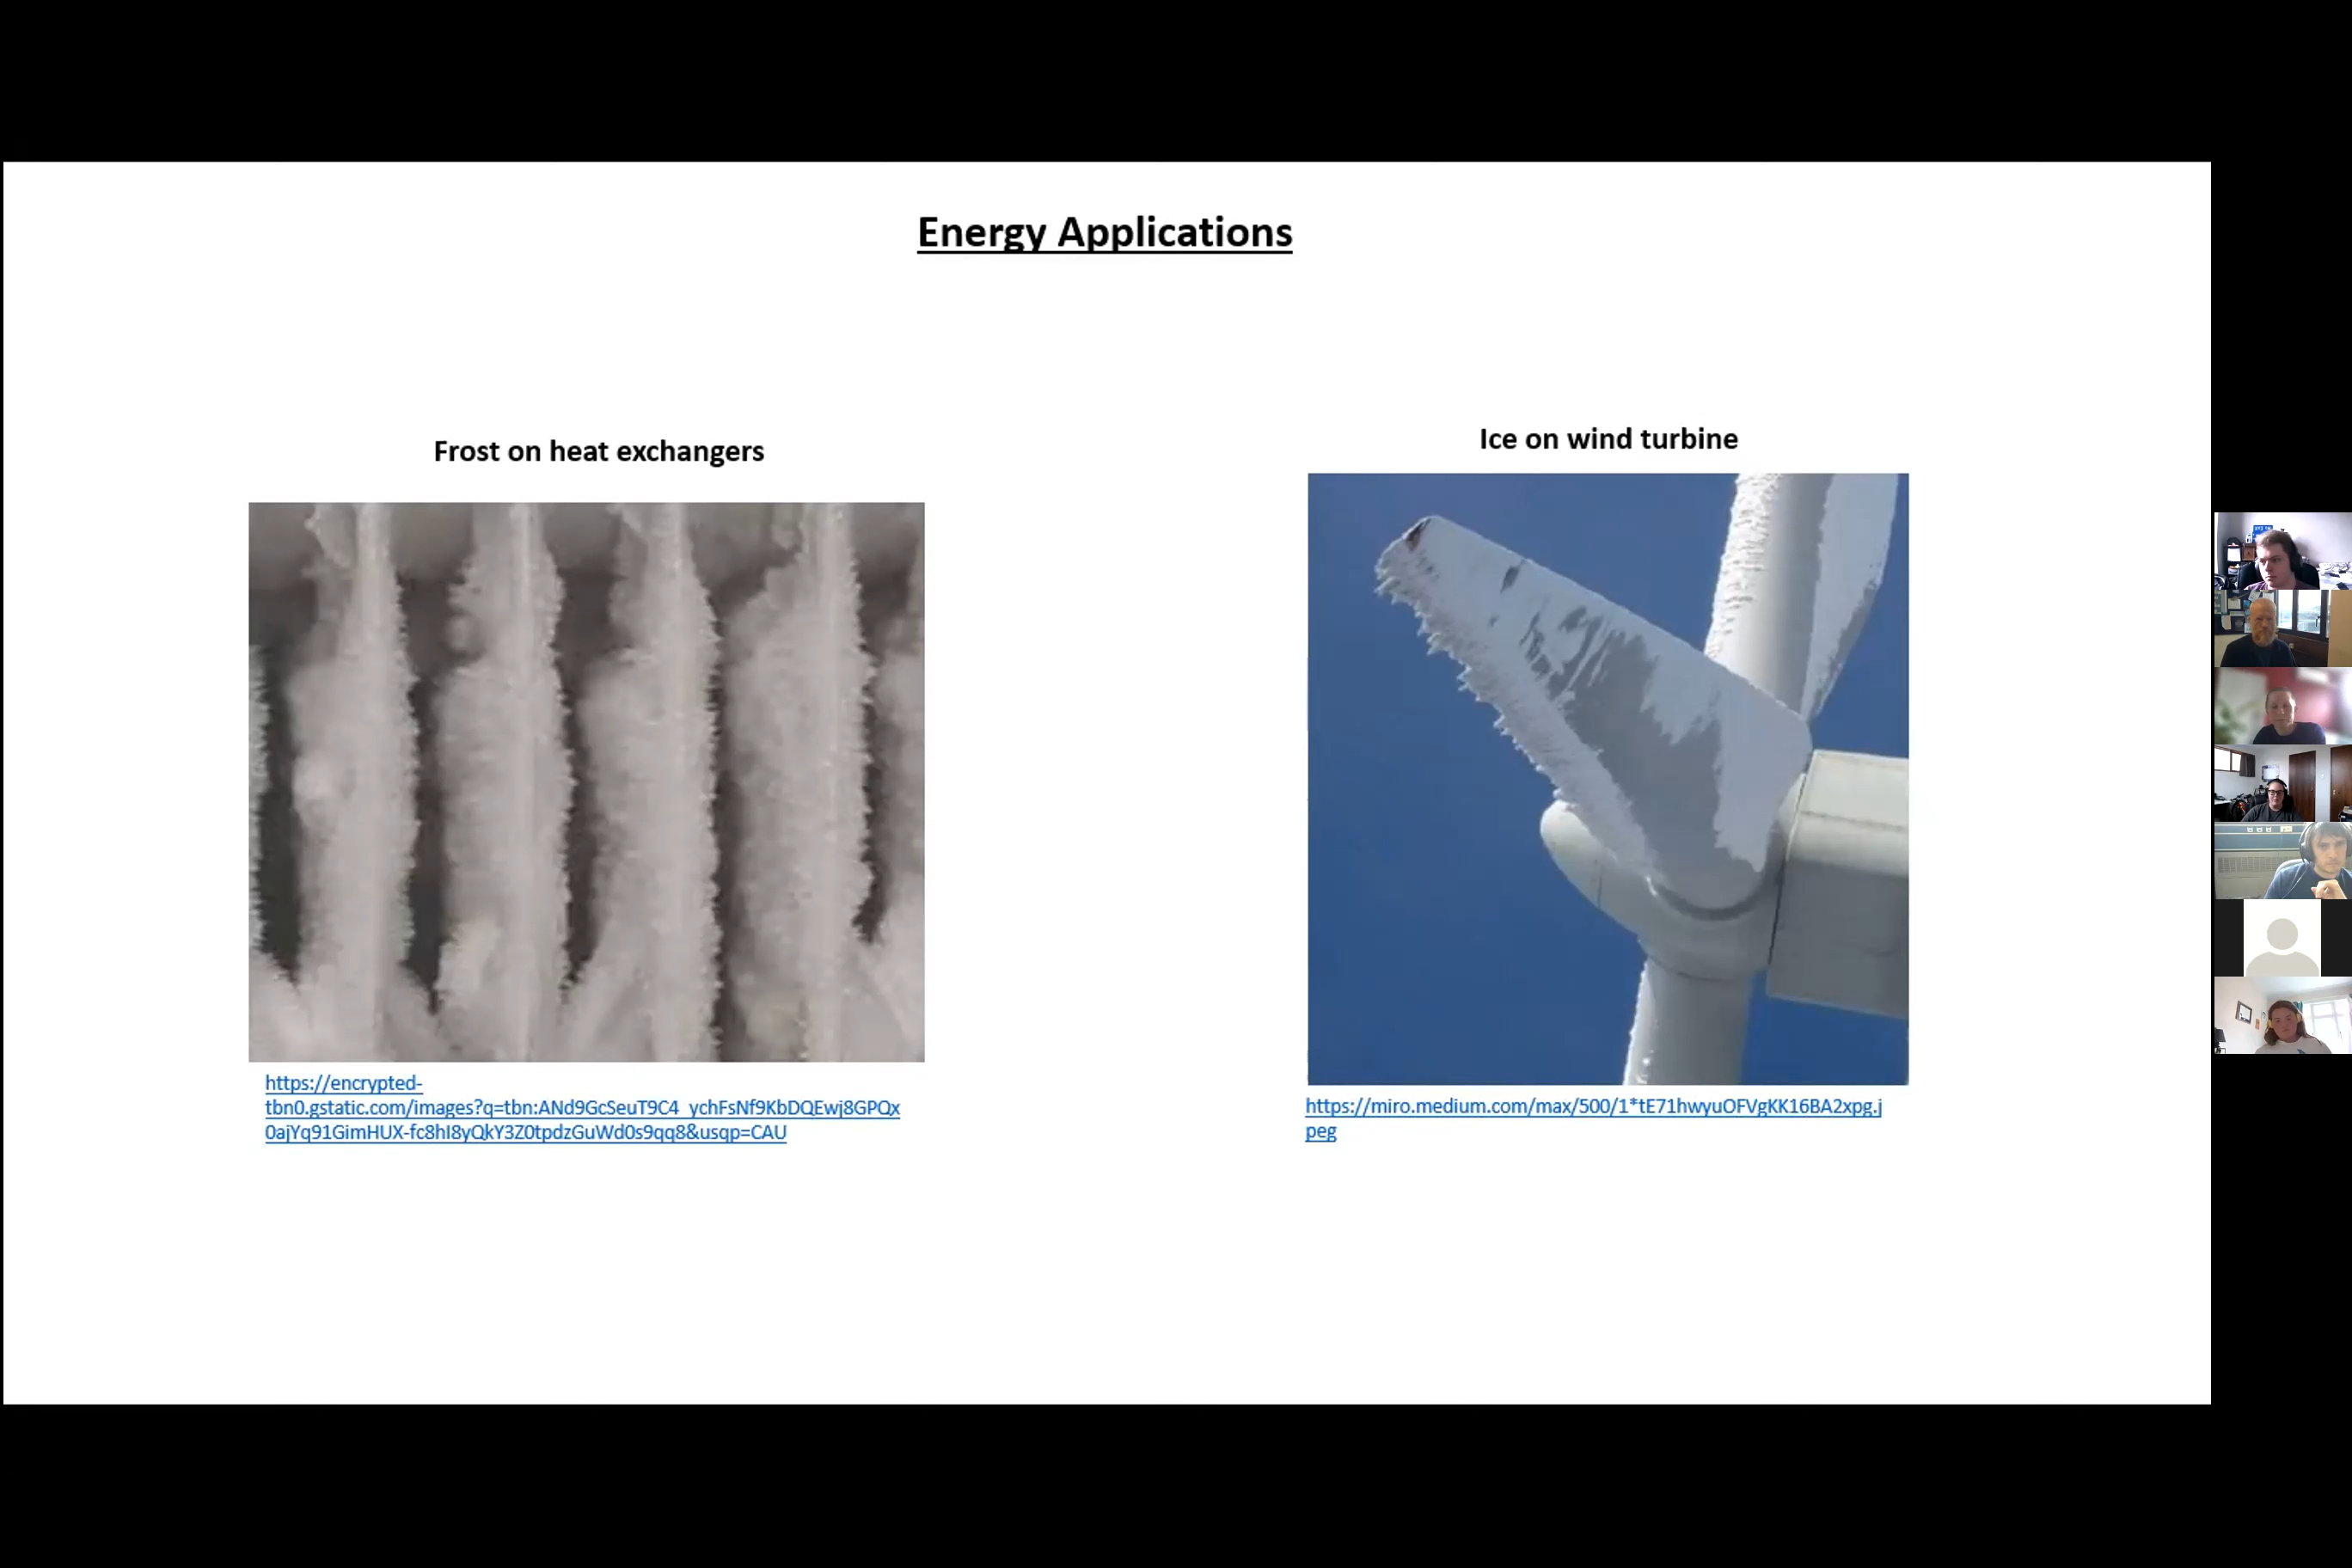 Energy Applications
Frost on heat exchangers
Ice on wind turbine
https://encrypted-
tbn0.gstatic.com/images?q=tbn:ANd9GcSeuT9C4_ychFsNf9KbDQEwj8GPQx
0ajYq91GimHUX-fc8hI8yQkY3Z0tpdzGuWd0s9qq8&usqp=CAU
https://miro.medium.com/max/500/1*tE71hwyuOFVgKK16BA2xpg.j
peg